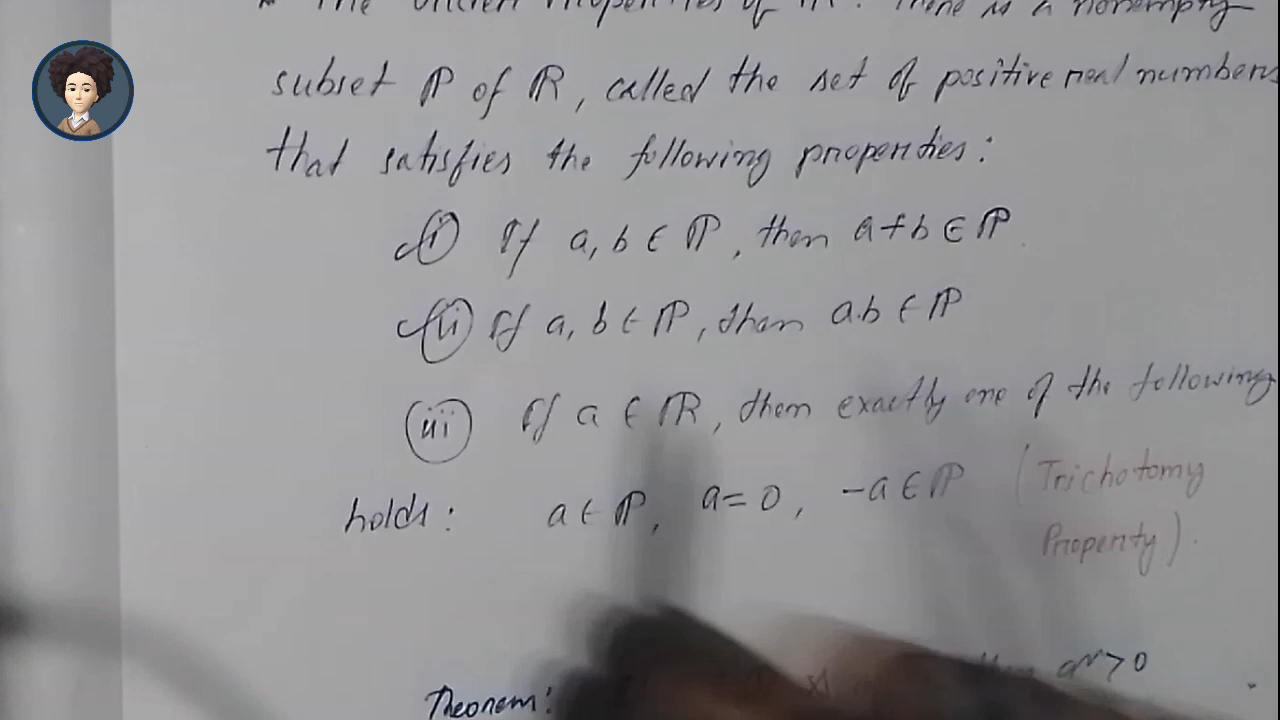 subset ℙ of ℝ, called the set of positive real numbers
that satisfies the following properties:
(i) If a, b ∈ ℙ, then a+b ∈ ℙ.
(ii) If a, b ∈ ℙ, then a.b ∈ ℙ
(iii) If a ∈ ℝ, then exactly one of the following
holds: a ∈ ℙ, a = 0, -a ∈ ℙ (Trichotomy
Property).
Theorem: > 0